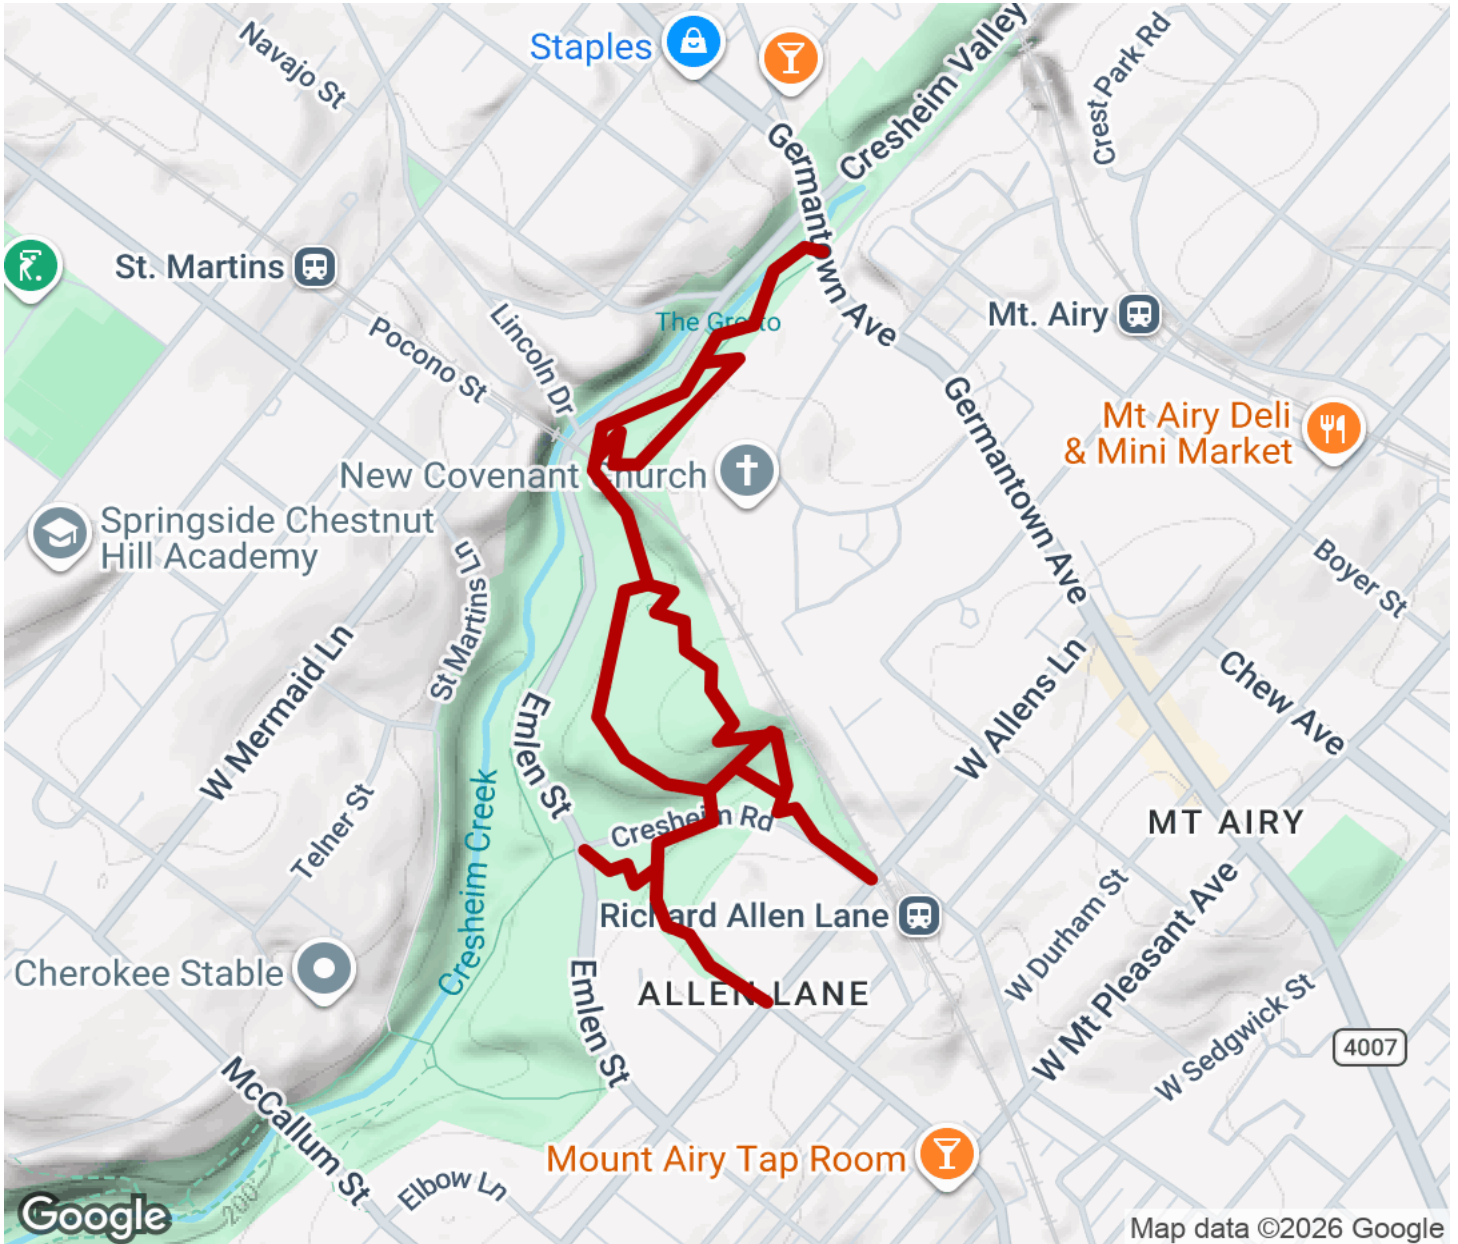 Navajo St
Staples
Cresheim Valley
Crest Park Rd
Germantown Ave
St. Martins
Lincoln Dr
The Grotto
Mt. Airy
Pocono St
Germantown Ave
Mt Airy Deli
& Mini Market
New Covenant Church
Springside Chestnut
Hill Academy
St Martins Ln
Boyer St
W Mermaid Ln
W Allens Ln
Chew Ave
Emlen St
Telner St
Cresheim Creek
Cresheim Rd
MT AIRY
Richard Allen Lane
W Durham St
W Mt Pleasant Ave
Cherokee Stable
ALLEN LANE
Emlen St
W Sedgwick St
4007
McCallum St
Mount Airy Tap Room
Elbow Ln
200'
Google
Map data ©2026 Google